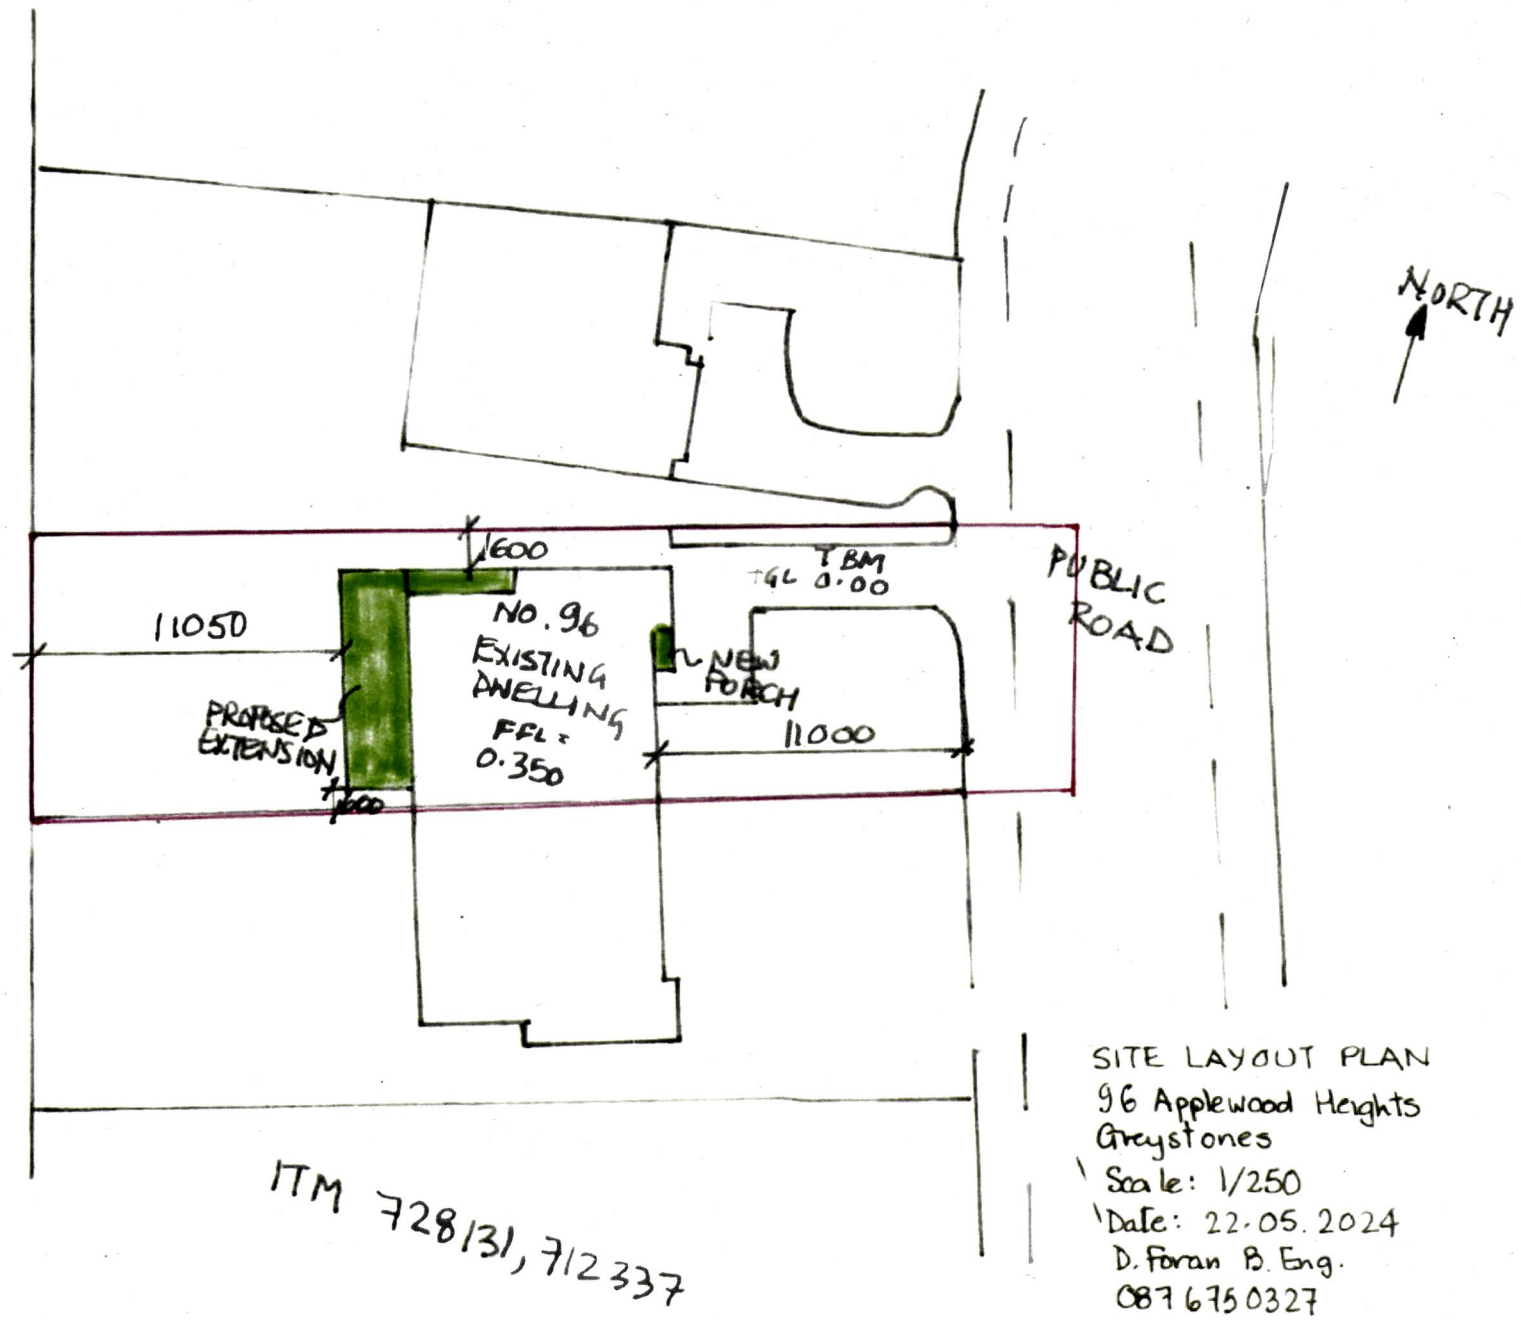 NORTH
1600
TBM
TGL 0.00
PUBLIC
ROAD
11050
NO. 96
EXISTING
DWELLING
FFL =
0.350
NEW
PORCH
PROPOSED
EXTENSION
11000
SITE LAYOUT PLAN
96 Applewood Heights
Greystones
Scale: 1/250
Date: 22.05.2024
D. Foran B. Eng.
087 6750327
ITM 728131, 712337